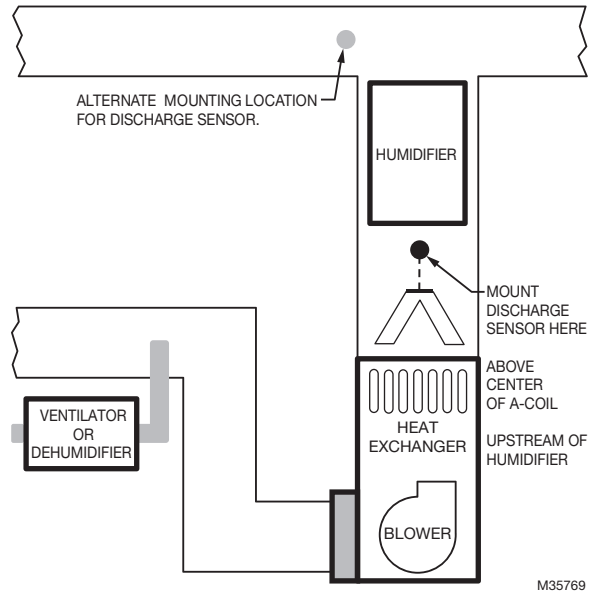 ALTERNATE MOUNTING LOCATION
FOR DISCHARGE SENSOR.
HUMIDIFIER
MOUNT
DISCHARGE
SENSOR HERE
ABOVE
CENTER
OF A-COIL
UPSTREAM OF
HUMIDIFIER
VENTILATOR
OR
DEHUMIDIFIER
HEAT
EXCHANGER
BLOWER
M35769